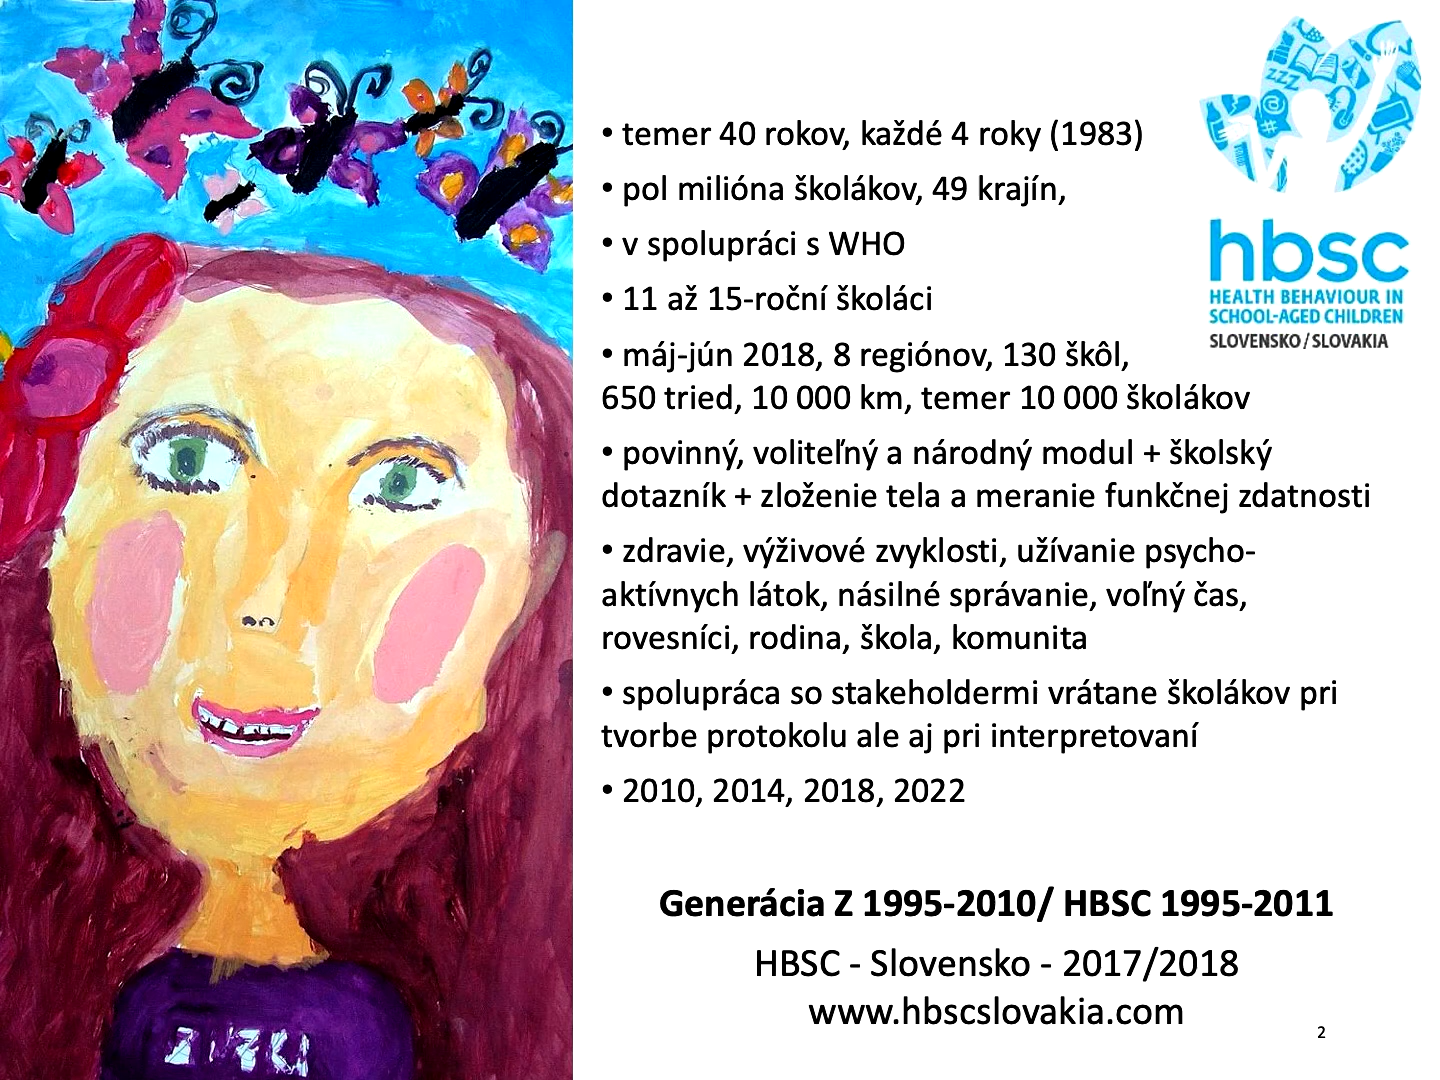 • temer 40 rokov, každé 4 roky (1983)
• pol milióna školákov, 49 krajín,
• v spolupráci s WHO
• 11 až 15-roční školáci
• máj-jún 2018, 8 regiónov, 130 škôl,
650 tried, 10 000 km, temer 10 000 školákov
• povinný, voliteľný a národný modul + školský
dotazník + zloženie tela a meranie funkčnej zdatnosti
• zdravie, výživové zvyklosti, užívanie psycho-
aktívnych látok, násilné správanie, voľný čas,
rovesníci, rodina, škola, komunita
• spolupráca so stakeholdermi vrátane školákov pri
tvorbe protokolu ale aj pri interpretovaní
• 2010, 2014, 2018, 2022
Generácia Z 1995-2010/ HBSC 1995-2011
HBSC - Slovensko - 2017/2018
www.hbscslovakia.com
2
zzz
hbsc
HEALTH BEHAVIOUR IN
SCHOOL-AGED CHILDREN
SLOVENSKO/SLOVAKIA